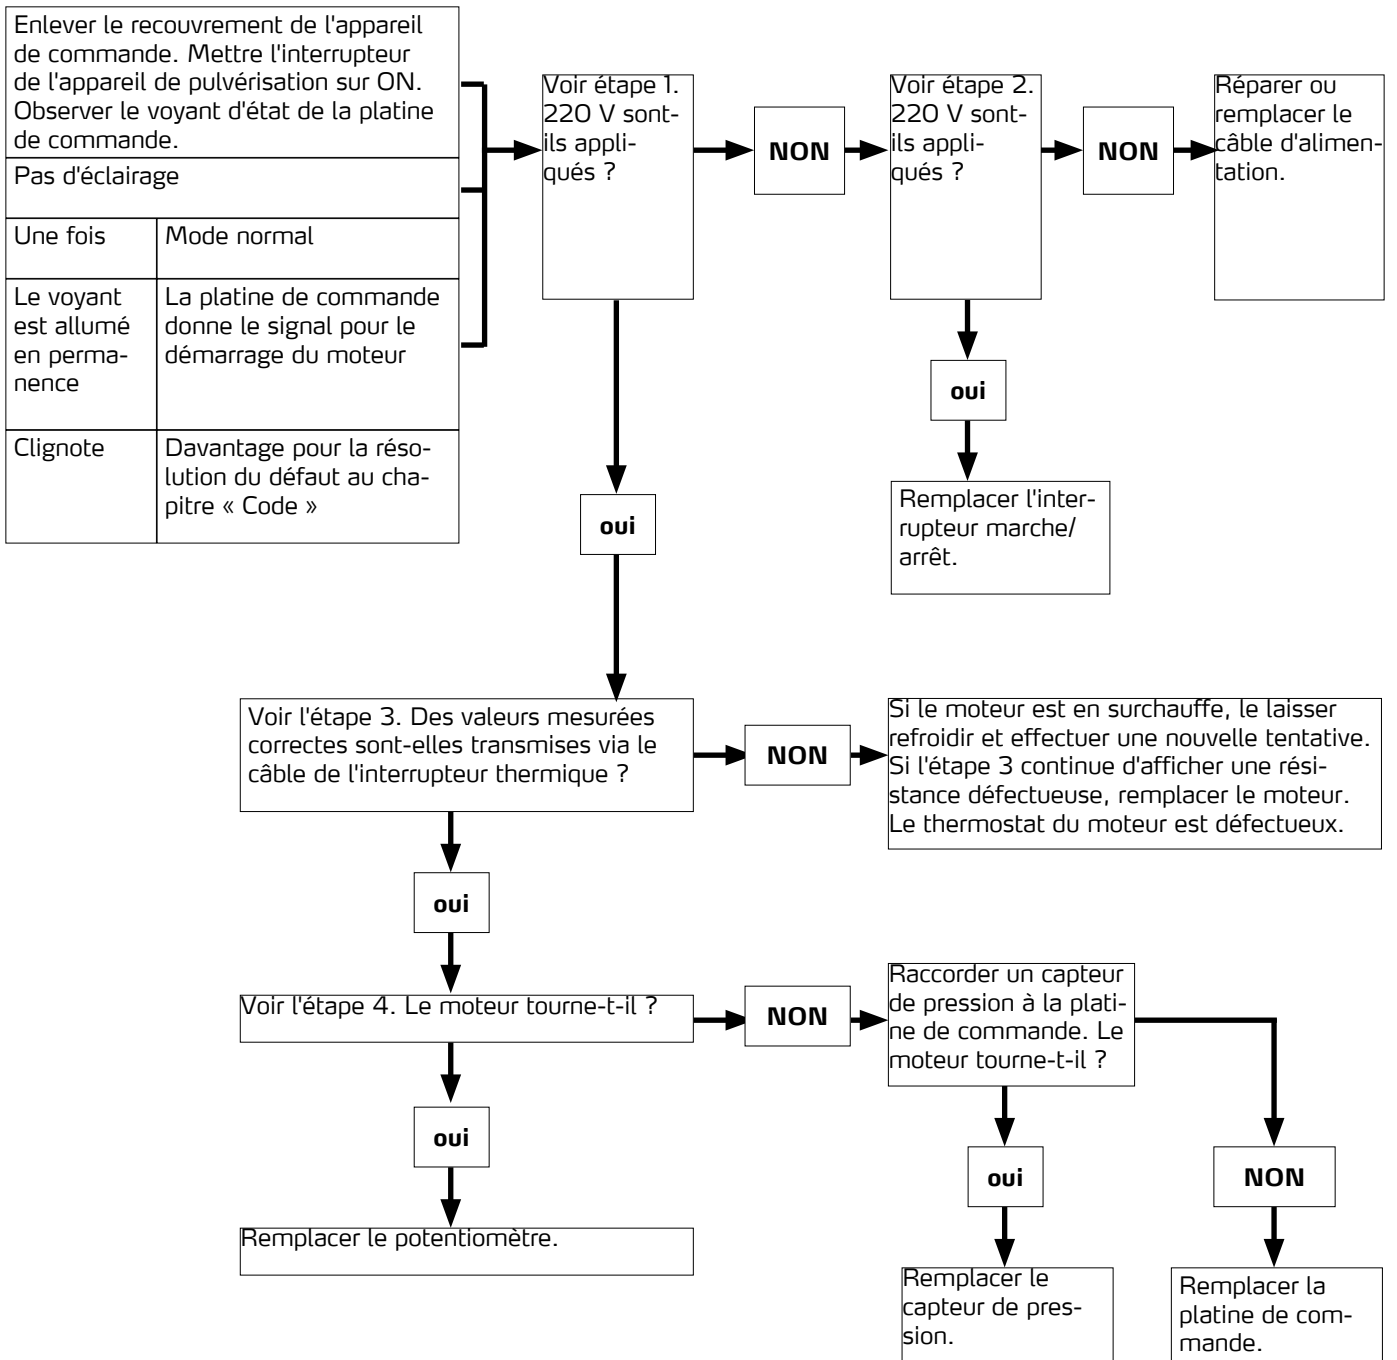 Enlever le recouvrement de l'appareil
de commande. Mettre l'interrupteur
de l'appareil de pulvérisation sur ON.
Observer le voyant d'état de la platine
de commande.
Pas d'éclairage
Une fois
Mode normal
Le voyant
est allumé
en perma-
nence
La platine de commande
donne le signal pour le
démarrage du moteur
Clignote
Davantage pour la réso-
lution du défaut au cha-
pitre « Code »
Voir étape 1.
220 V sont-
ils appli-
qués ?
NON
Voir étape 2.
220 V sont-
ils appli-
qués ?
NON
Réparer ou
remplacer le
câble d'alimen-
tation.
oui
Remplacer l'inter-
rupteur marche/
arrêt.
oui
Voir l'étape 3. Des valeurs mesurées
correctes sont-elles transmises via le
câble de l'interrupteur thermique ?
NON
Si le moteur est en surchauffe, le laisser
refroidir et effectuer une nouvelle tentative.
Si l'étape 3 continue d'afficher une rési-
stance défectueuse, remplacer le moteur.
Le thermostat du moteur est défectueux.
oui
Voir l'étape 4. Le moteur tourne-t-il ?
NON
Raccorder un capteur
de pression à la plati-
ne de commande. Le
moteur tourne-t-il ?
oui
Remplacer le potentiomètre.
oui
NON
Remplacer le
capteur de pres-
sion.
Remplacer la
platine de com-
mande.